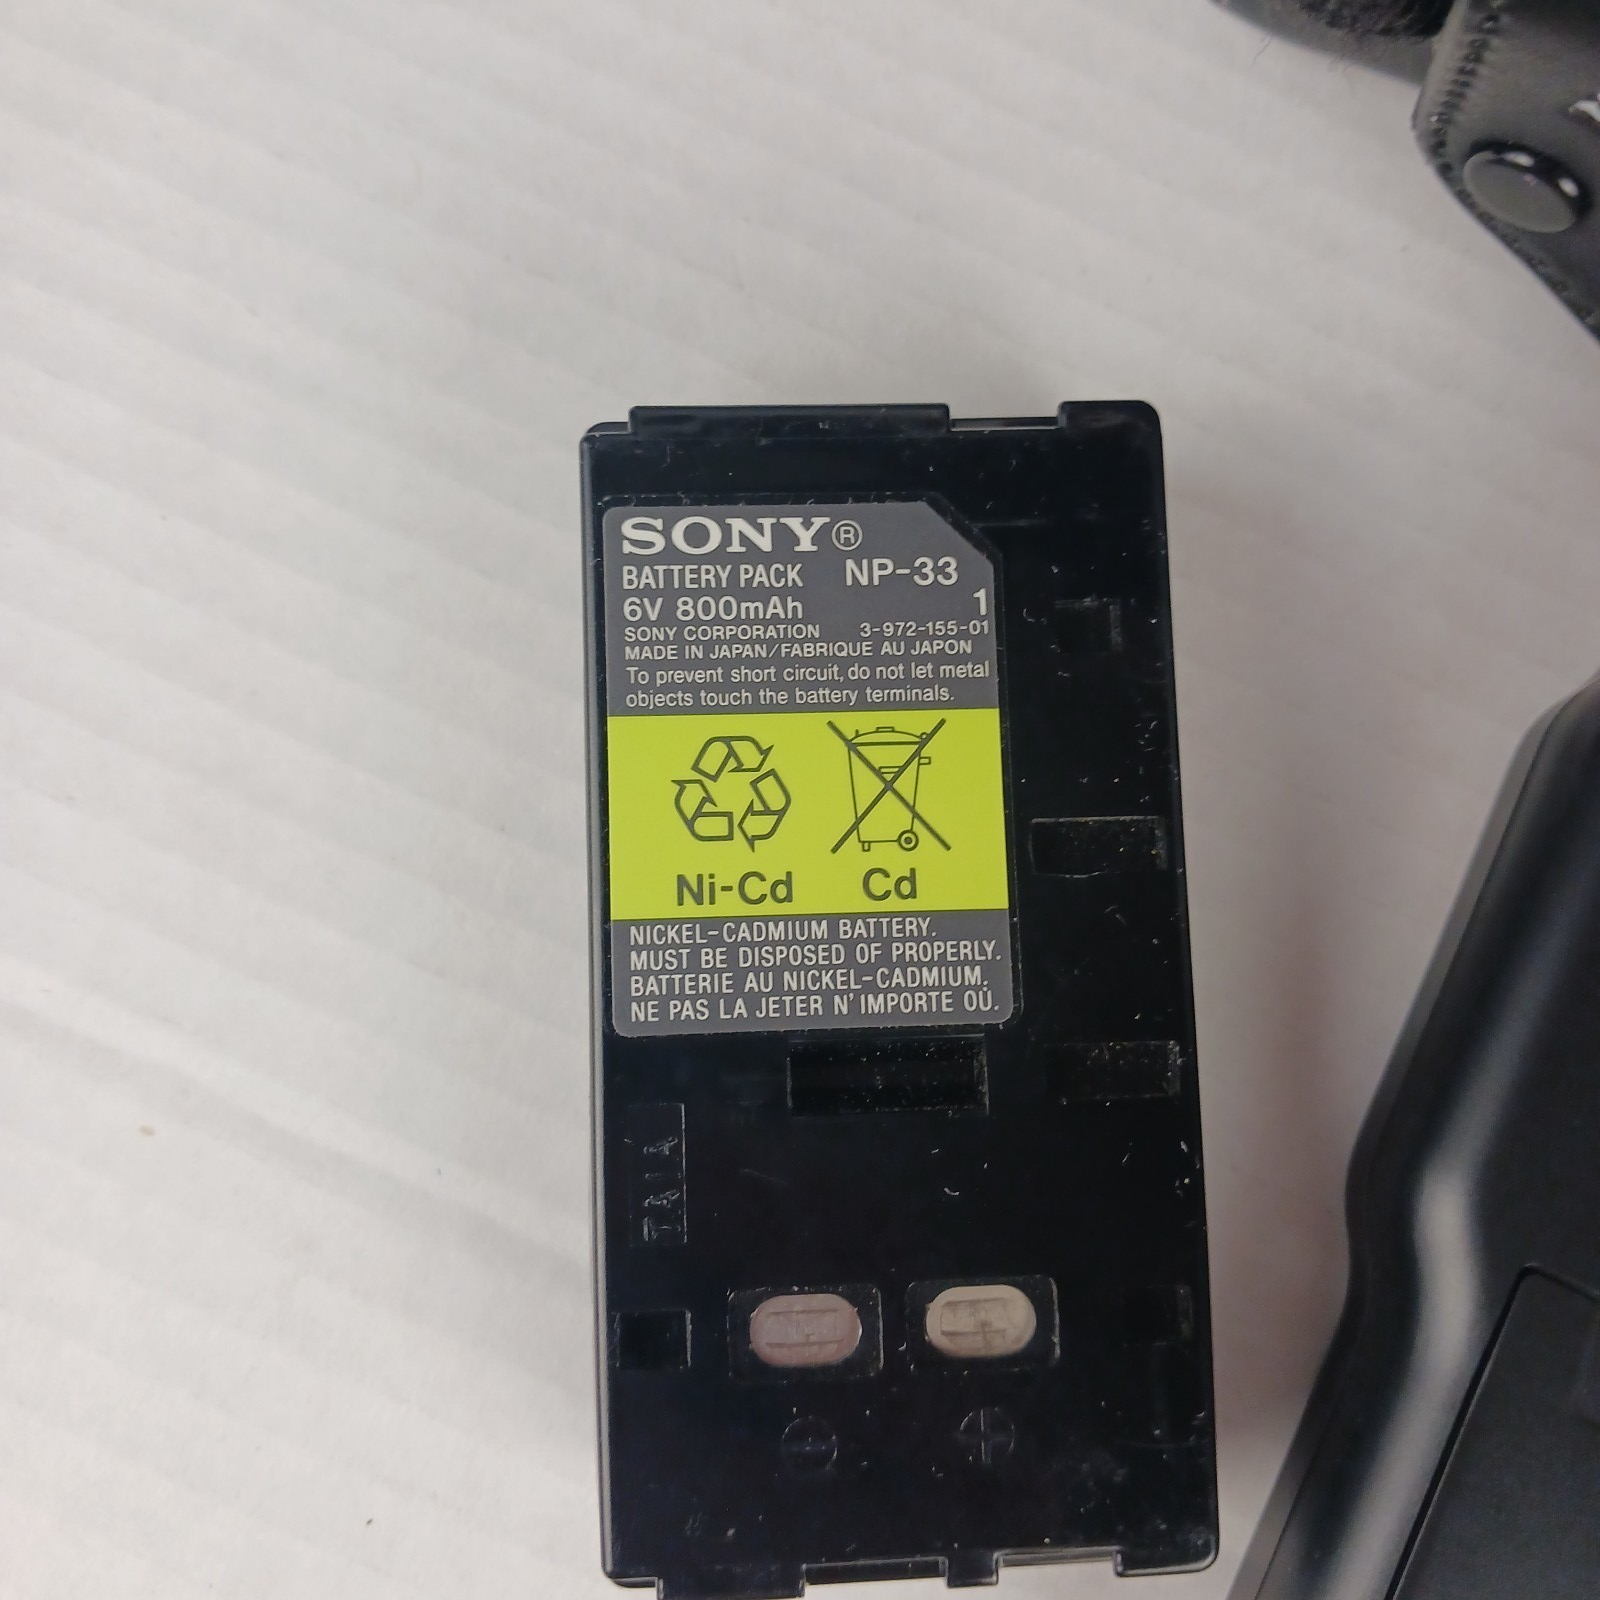 SONY®
BATTERY PACK NP-33
6V 800mAh 1
SONY CORPORATION 3-972-155-01
MADE IN JAPAN/FABRIQUE AU JAPON
To prevent short circuit, do not let metal
objects touch the battery terminals.
Ni-Cd Cd
NICKEL-CADMIUM BATTERY.
MUST BE DISPOSED OF PROPERLY.
BATTERIE AU NICKEL-CADMIUM.
NE PAS LA JETER N'IMPORTE OÙ.